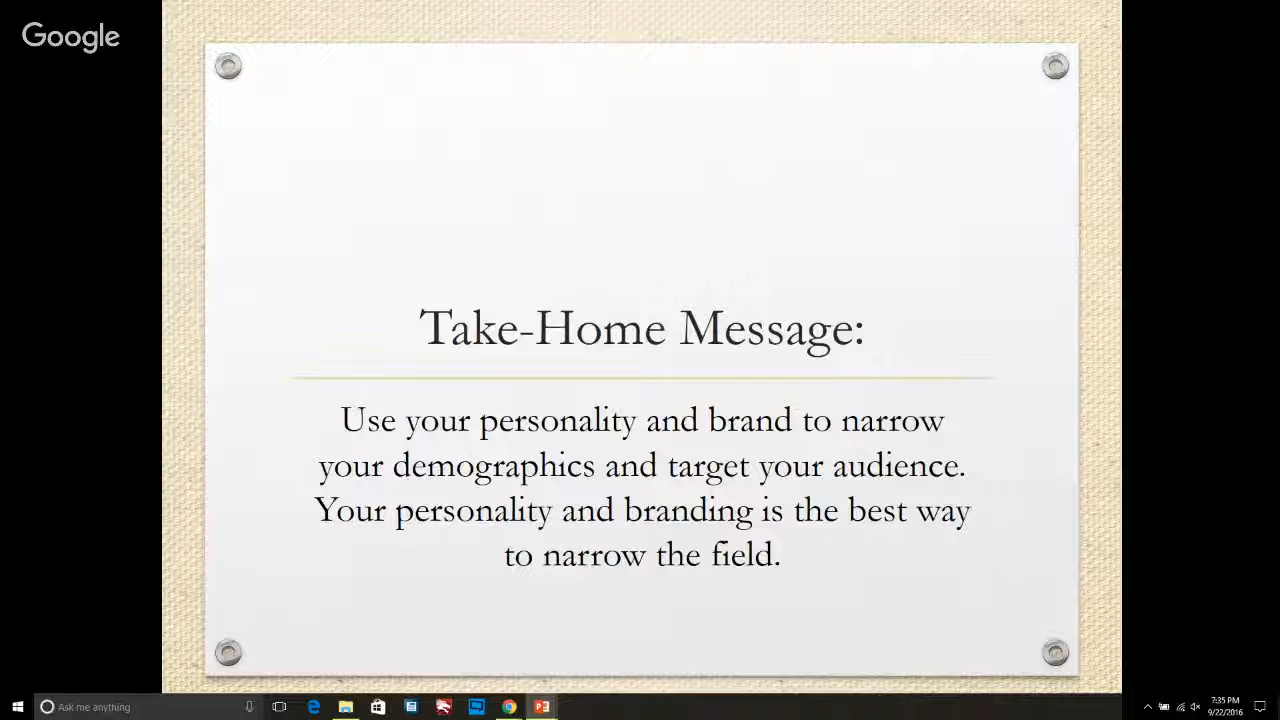 Google
Take-Home Message:
Use your personality and brand to narrow
your demographics and target your audience.
Your personality and branding is the best way
to narrow the field.
Ask me anything
7:35 PM
9/22/2016